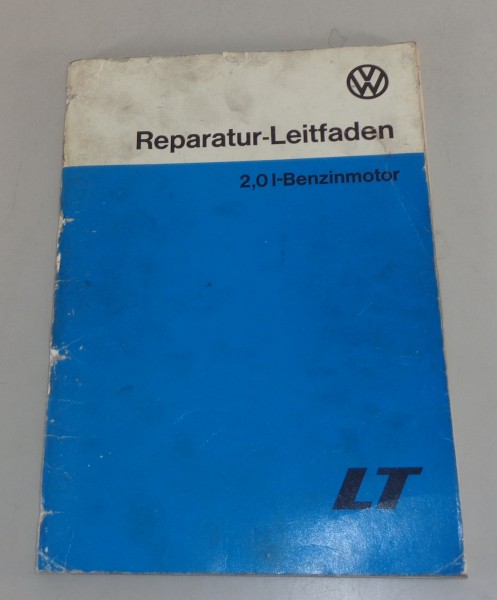 VW
Reparatur-Leitfaden
2,0 l-Benzinmotor
LT